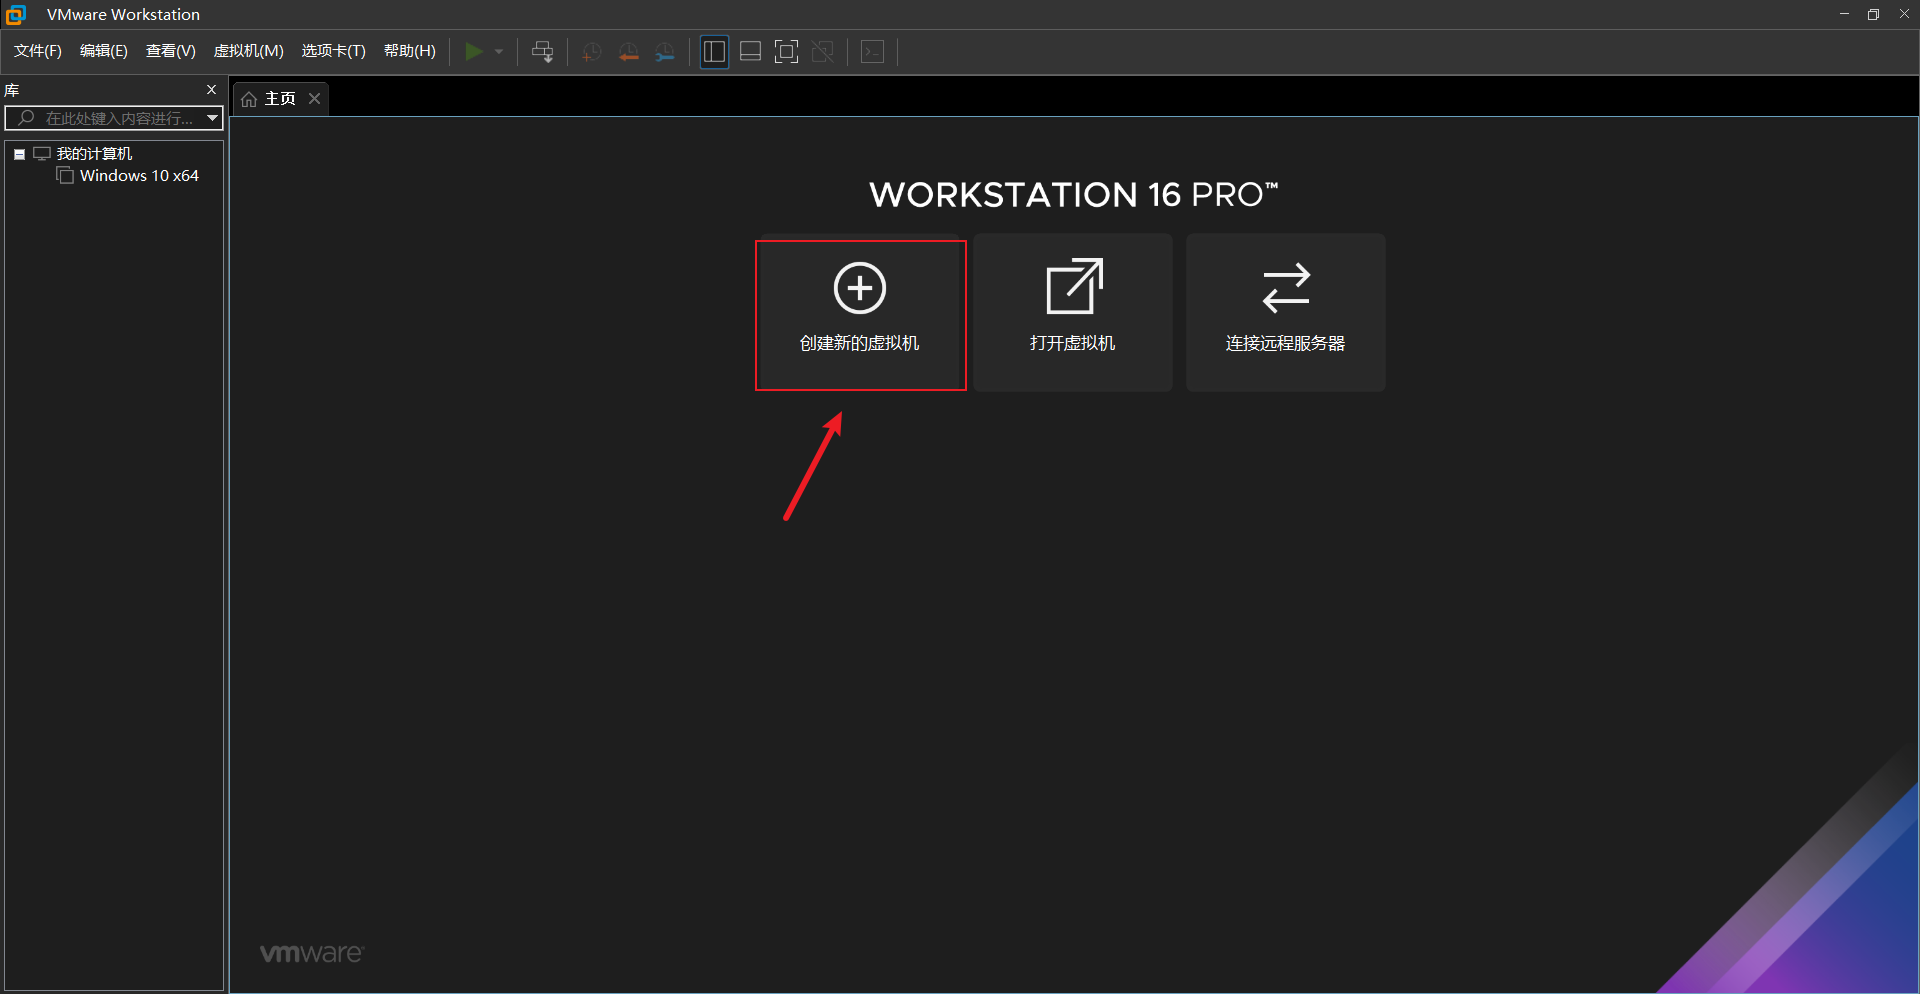 VMware Workstation
文件(F) 编辑(E) 查看(V) 虚拟机(M) 选项卡(T) 帮助(H)
库
主页
在此处键入内容进行...
我的计算机
Windows 10 x64
WORKSTATION 16 PRO™
创建新的虚拟机
打开虚拟机
连接远程服务器
vmware